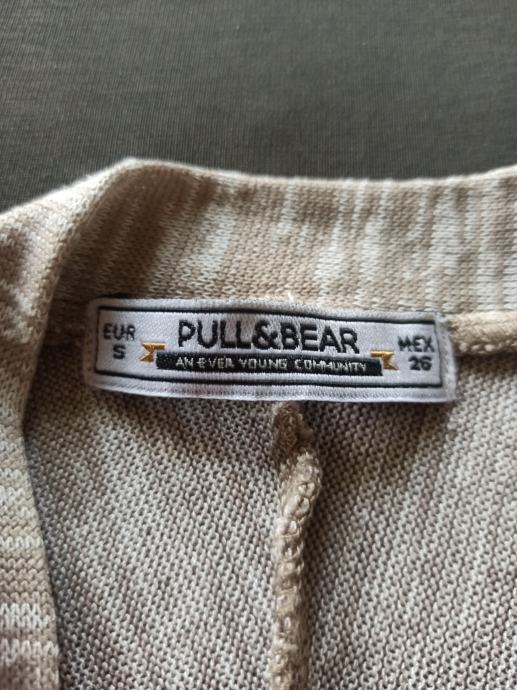 EUR
S
PULL&BEAR
AN EVER YOUNG COMMUNITY
MEX
26